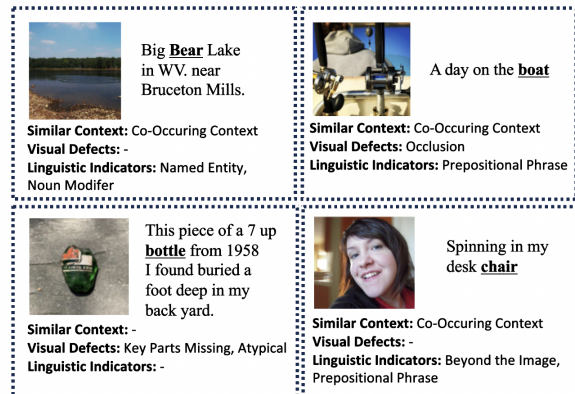 Big Bear Lake
in WV. near
Bruceton Mills.
Similar Context: Co-Occuring Context
Visual Defects: -
Linguistic Indicators: Named Entity,
Noun Modifer
A day on the boat
Similar Context: Co-Occuring Context
Visual Defects: Occlusion
Linguistic Indicators: Prepositional Phrase
This piece of a 7 up
bottle from 1958
I found buried a
foot deep in my
back yard.
Similar Context: -
Visual Defects: Key Parts Missing, Atypical
Linguistic Indicators: -
Spinning in my
desk chair
Similar Context: Co-Occuring Context
Visual Defects: -
Linguistic Indicators: Beyond the Image,
Prepositional Phrase